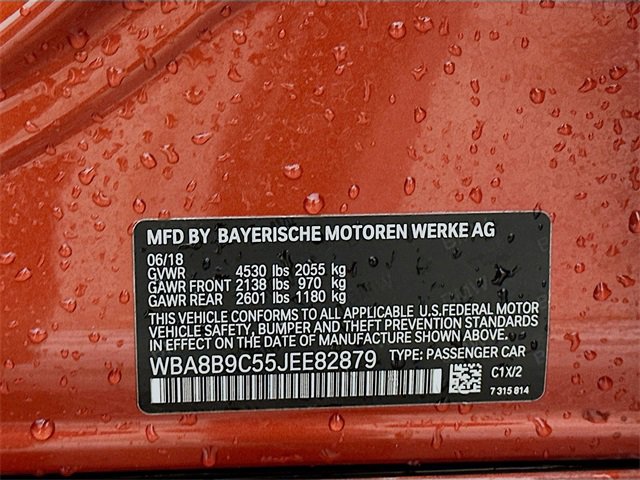 MFD BY BAYERISCHE MOTOREN WERKE AG
06/18
GVWR 4530 lbs 2055 kg
GAWR FRONT 2138 lbs 970 kg
GAWR REAR 2601 lbs 1180 kg
THIS VEHICLE CONFORMS TO ALL APPLICABLE U.S.FEDERAL MOTOR
VEHICLE SAFETY, BUMPER AND THEFT PREVENTION STANDARDS
IN EFFECT ON THE DATE OF MANUFACTURE SHOWN ABOVE.
WBA8B9C55JEE82879 TYPE: PASSENGER CAR
C1X/2
7 315 814